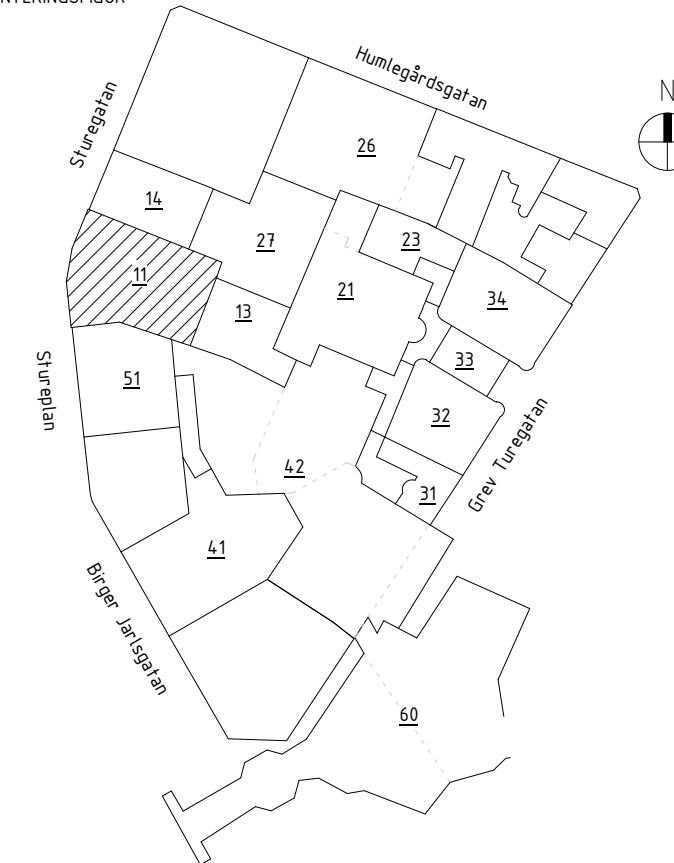 Humlegårdsgatan
N
Sturegatan
26
14
23
27
11
21
34
13
33
51
Stureplan
32
Grev Turegatan
42
31
41
Birger Jarlsgatan
60